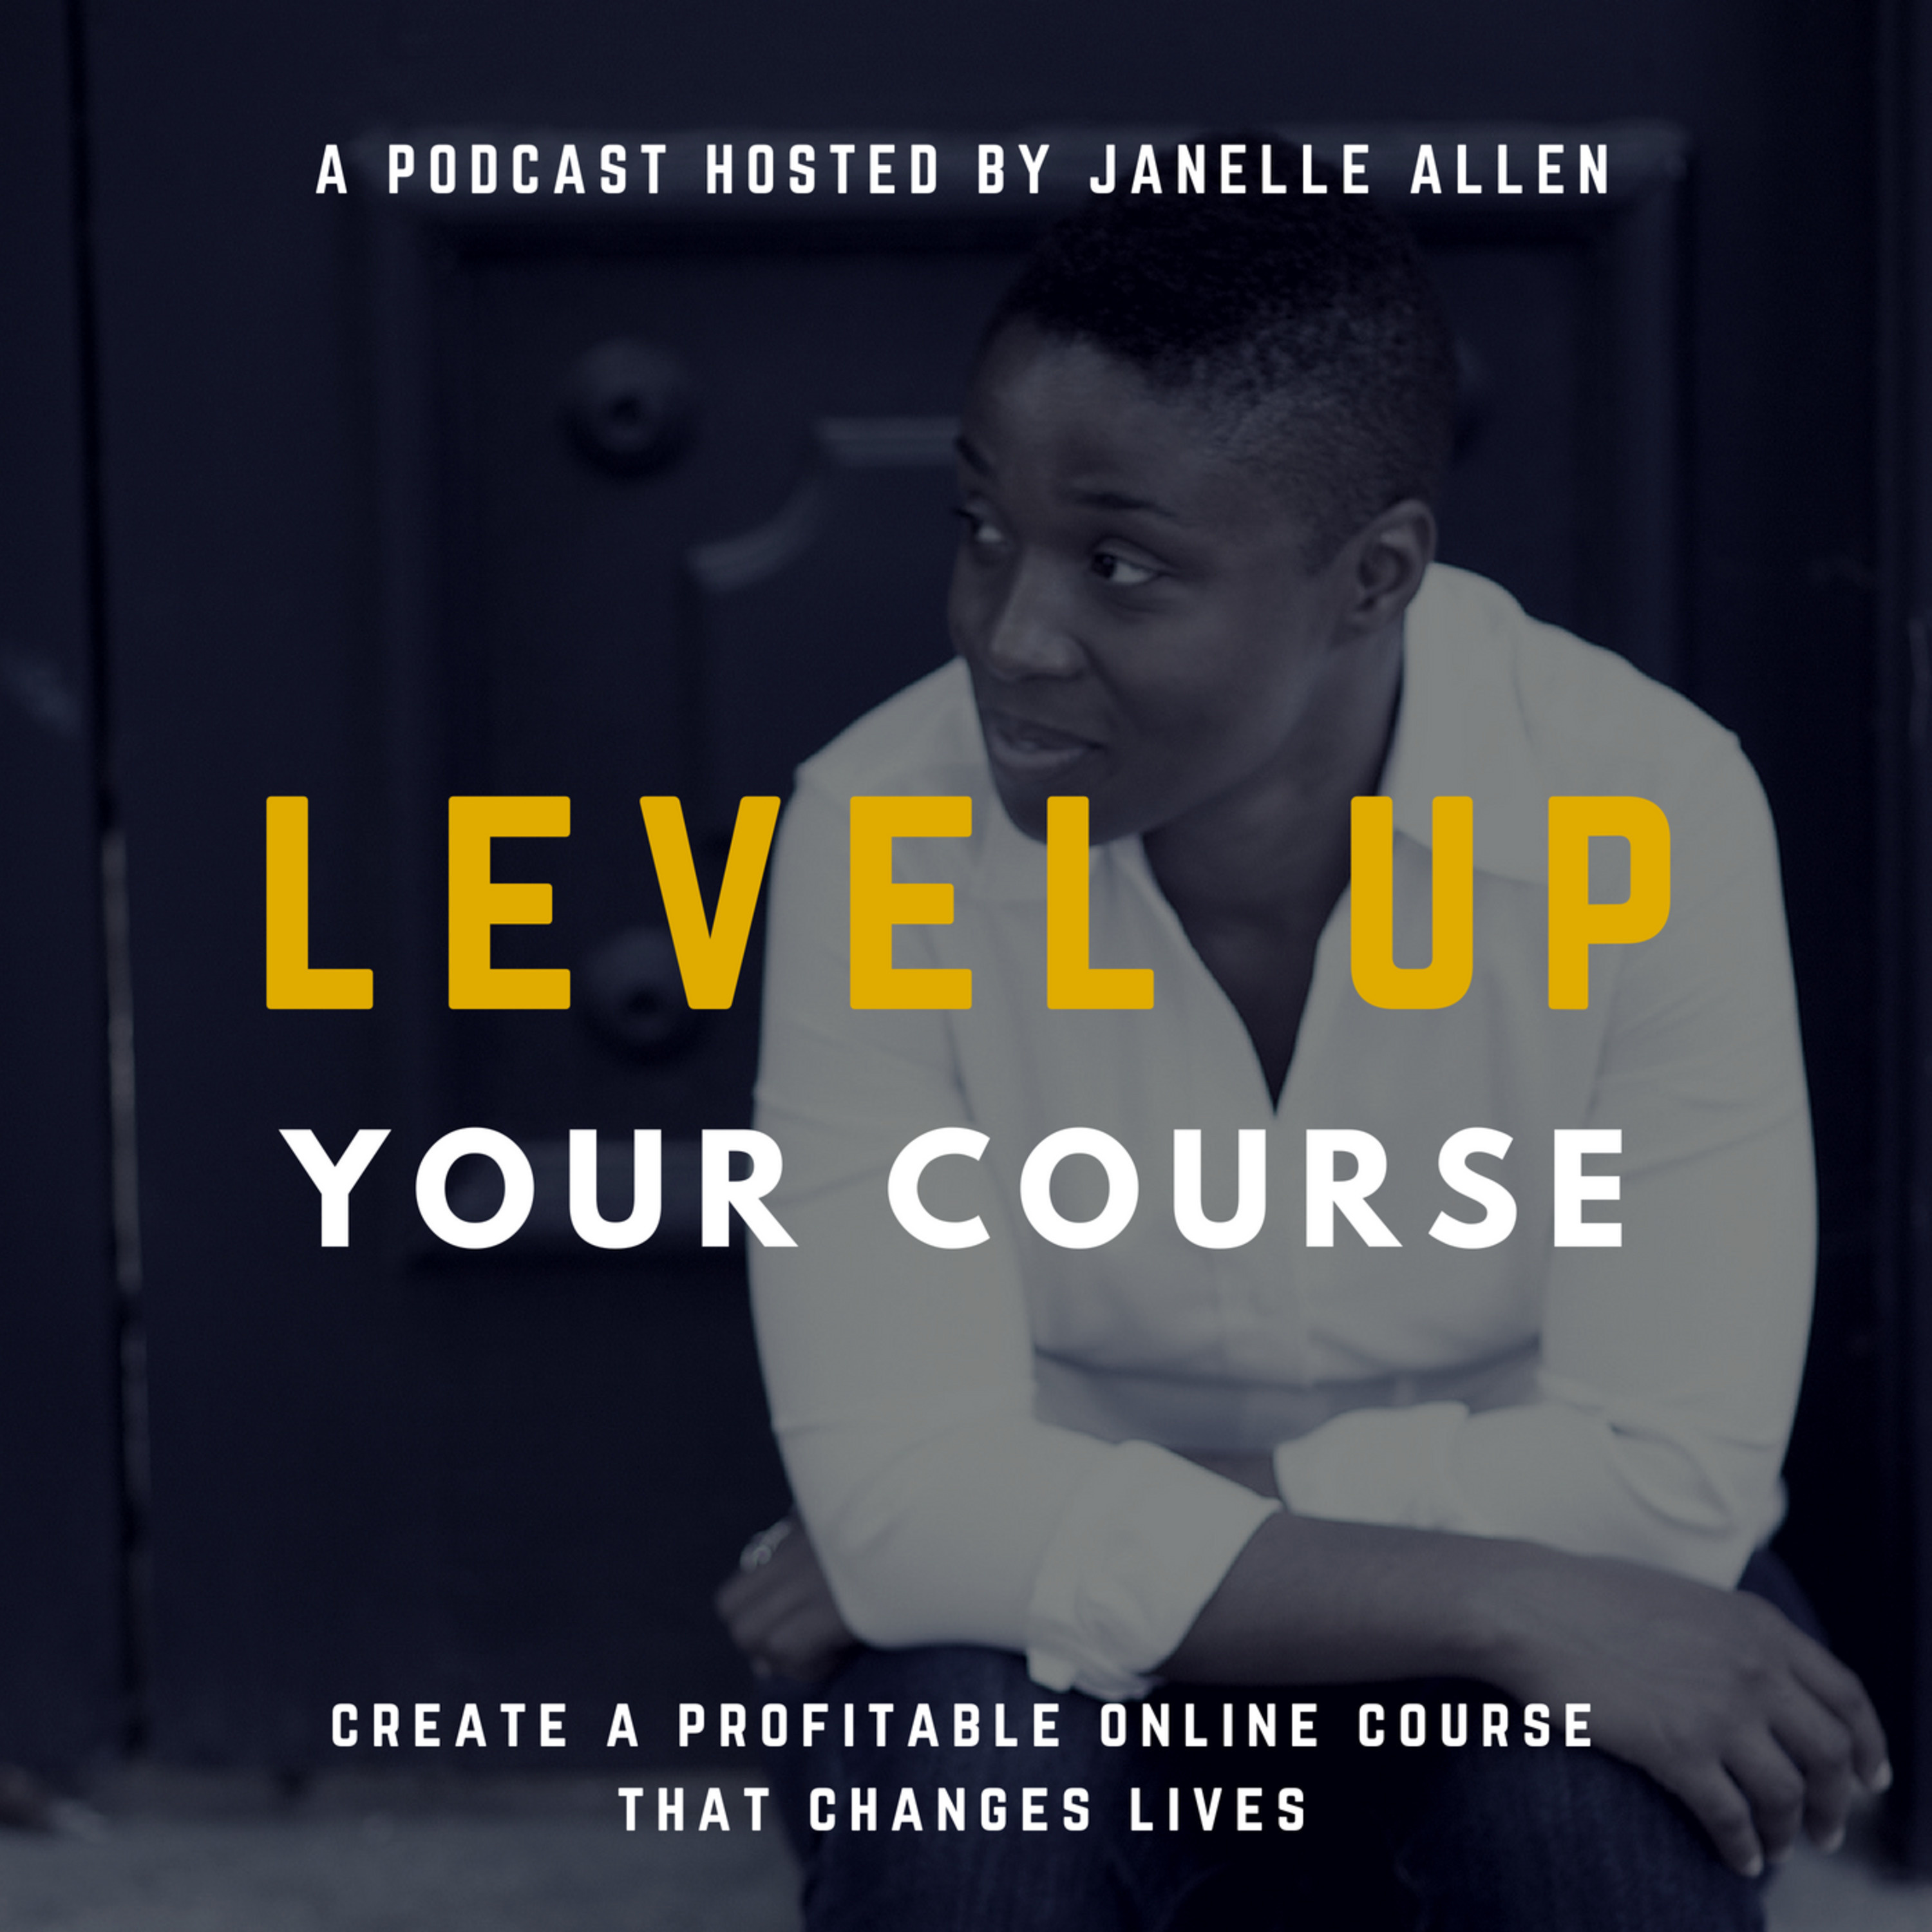 A PODCAST HOSTED BY JANELLE ALLEN
LEVEL UP
YOUR COURSE
CREATE A PROFITABLE ONLINE COURSE
THAT CHANGES LIVES